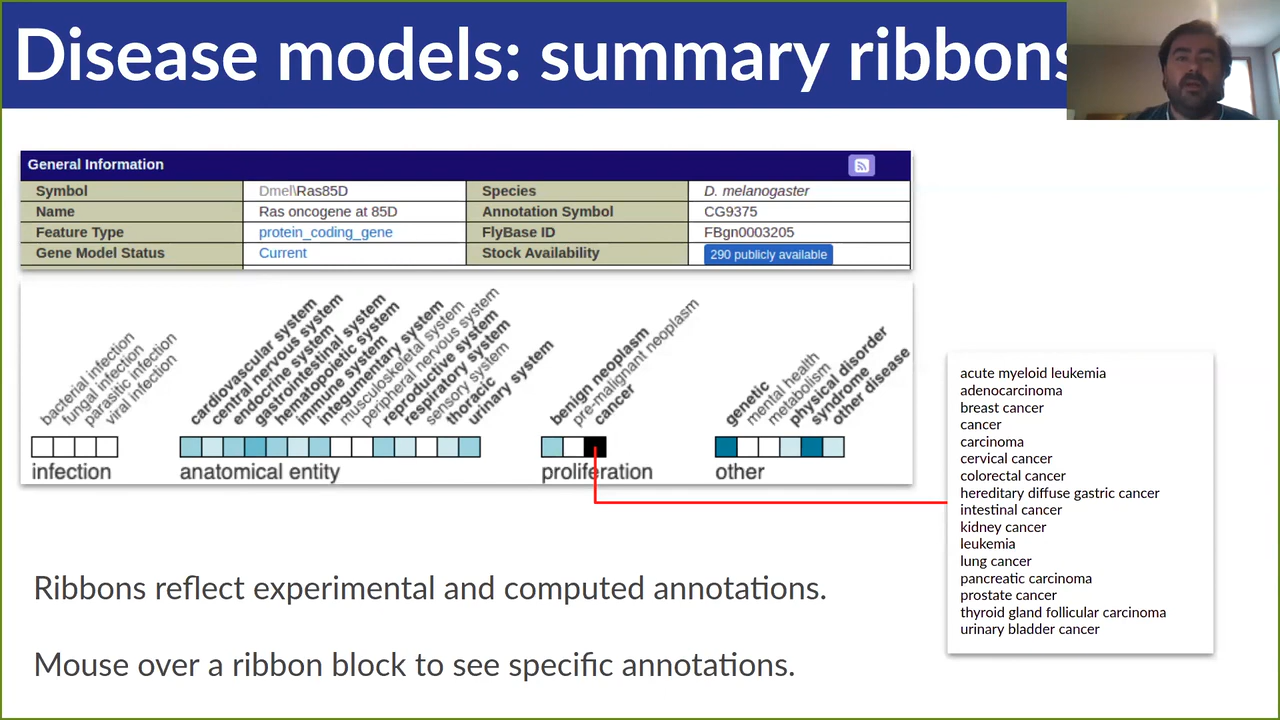 Disease models: summary ribbons
General Information
Symbol Dmel\Ras85D Species D. melanogaster
Name Ras oncogene at 85D Annotation Symbol CG9375
Feature Type protein_coding_gene FlyBase ID FBgn0003205
Gene Model Status Current Stock Availability 290 publicly available
bacterial infection
fungal infection
parasitic infection
viral infection
infection
cardiovascular system
central nervous system
endocrine system
gastrointestinal system
hematopoietic system
immune system
integumentary system
musculoskeletal system
peripheral nervous system
reproductive system
respiratory system
sensory system
thoracic
urinary system
anatomical entity
benign neoplasm
pre-malignant neoplasm
cancer
proliferation
genetic
mental health
metabolism
physical disorder
syndrome
other disease
other
acute myeloid leukemia
adenocarcinoma
breast cancer
cancer
carcinoma
cervical cancer
colorectal cancer
hereditary diffuse gastric cancer
intestinal cancer
kidney cancer
leukemia
lung cancer
pancreatic carcinoma
prostate cancer
thyroid gland follicular carcinoma
urinary bladder cancer
Ribbons reflect experimental and computed annotations.
Mouse over a ribbon block to see specific annotations.